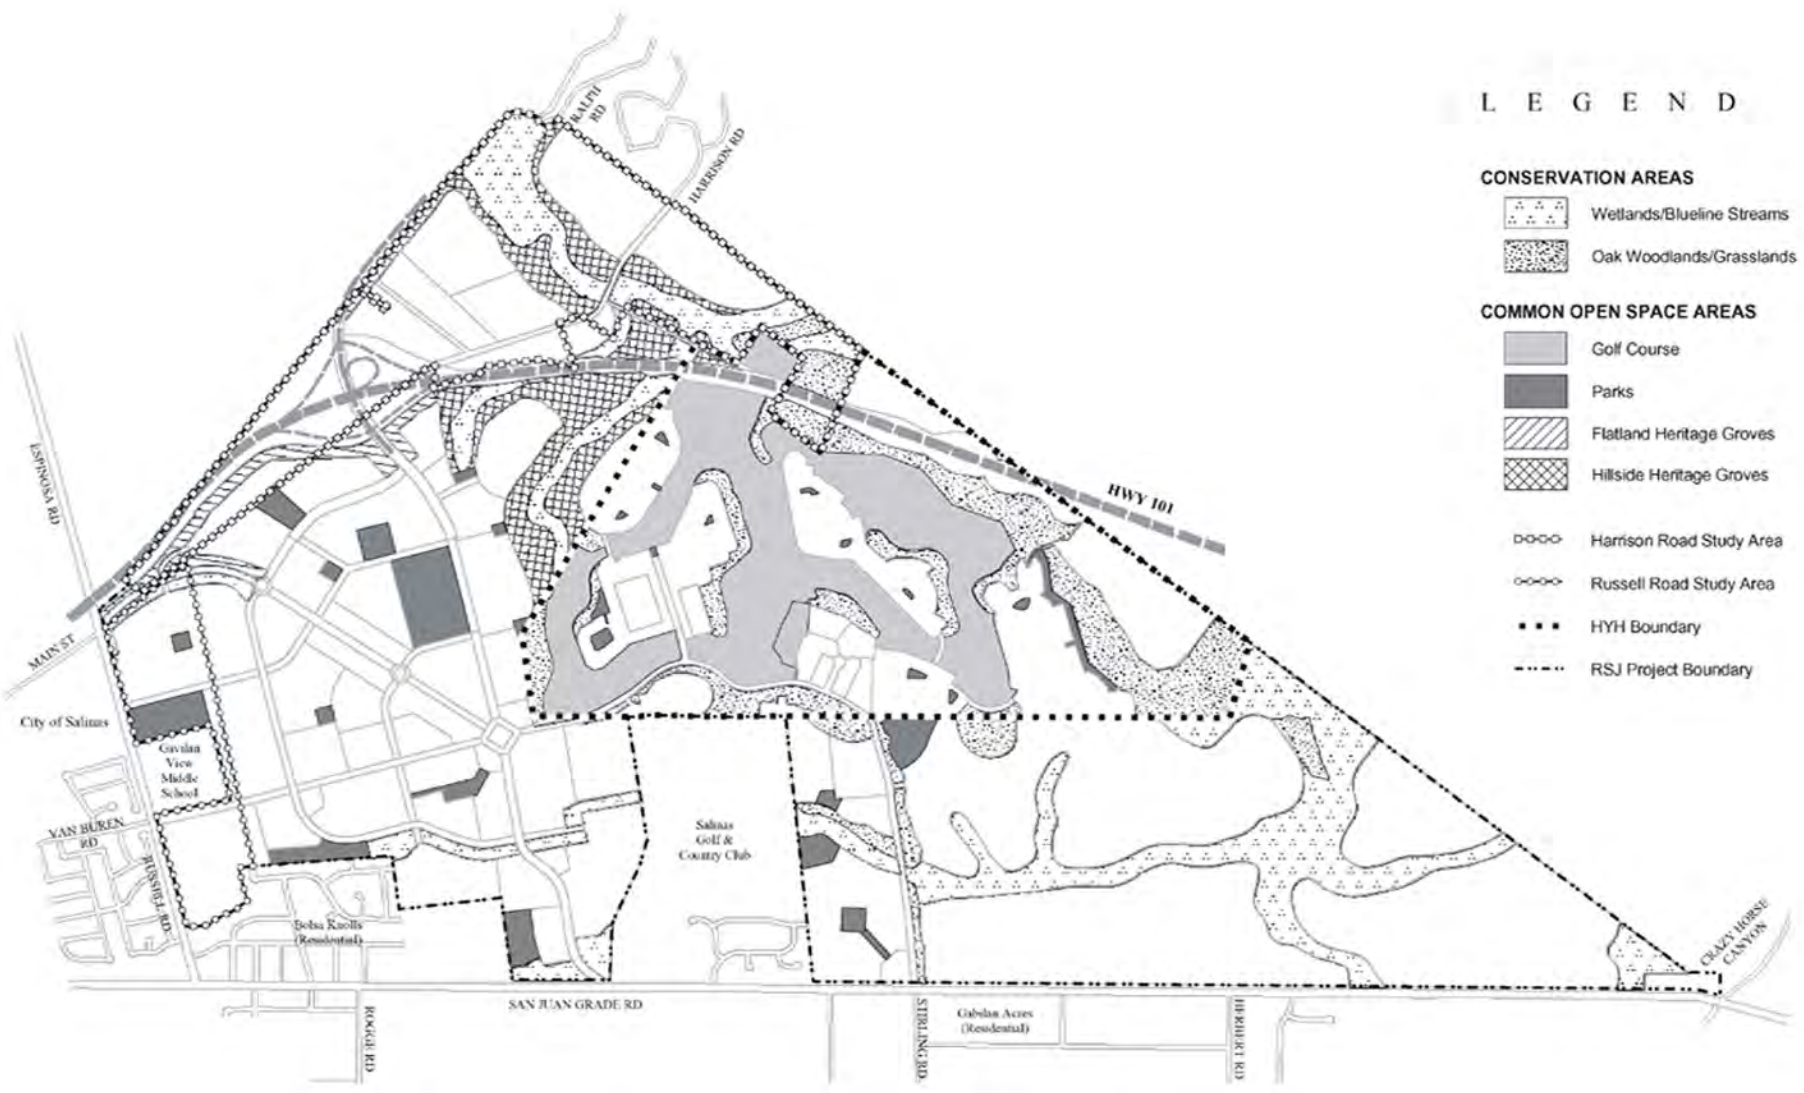 RALPH
RD
HARRISON RD
L E G E N D
CONSERVATION AREAS
Wetlands/Blueline Streams
Oak Woodlands/Grasslands
COMMON OPEN SPACE AREAS
Golf Course
Parks
Flatland Heritage Groves
Hillside Heritage Groves
Harrison Road Study Area
Russell Road Study Area
HYH Boundary
RSJ Project Boundary
ESPINOSA RD
HWY 101
MAIN ST
City of Salinas
Gavilan
View
Middle
School
VAN BUREN
RD
RUSSELL RD
Salinas
Golf &
Country Club
Bolsa Knolls
(Residential)
CRAZY HORSE
CANYON
SAN JUAN GRADE RD
ROGGE RD
STIRLING RD
Gabilan Acres
(Residential)
HERBERT RD